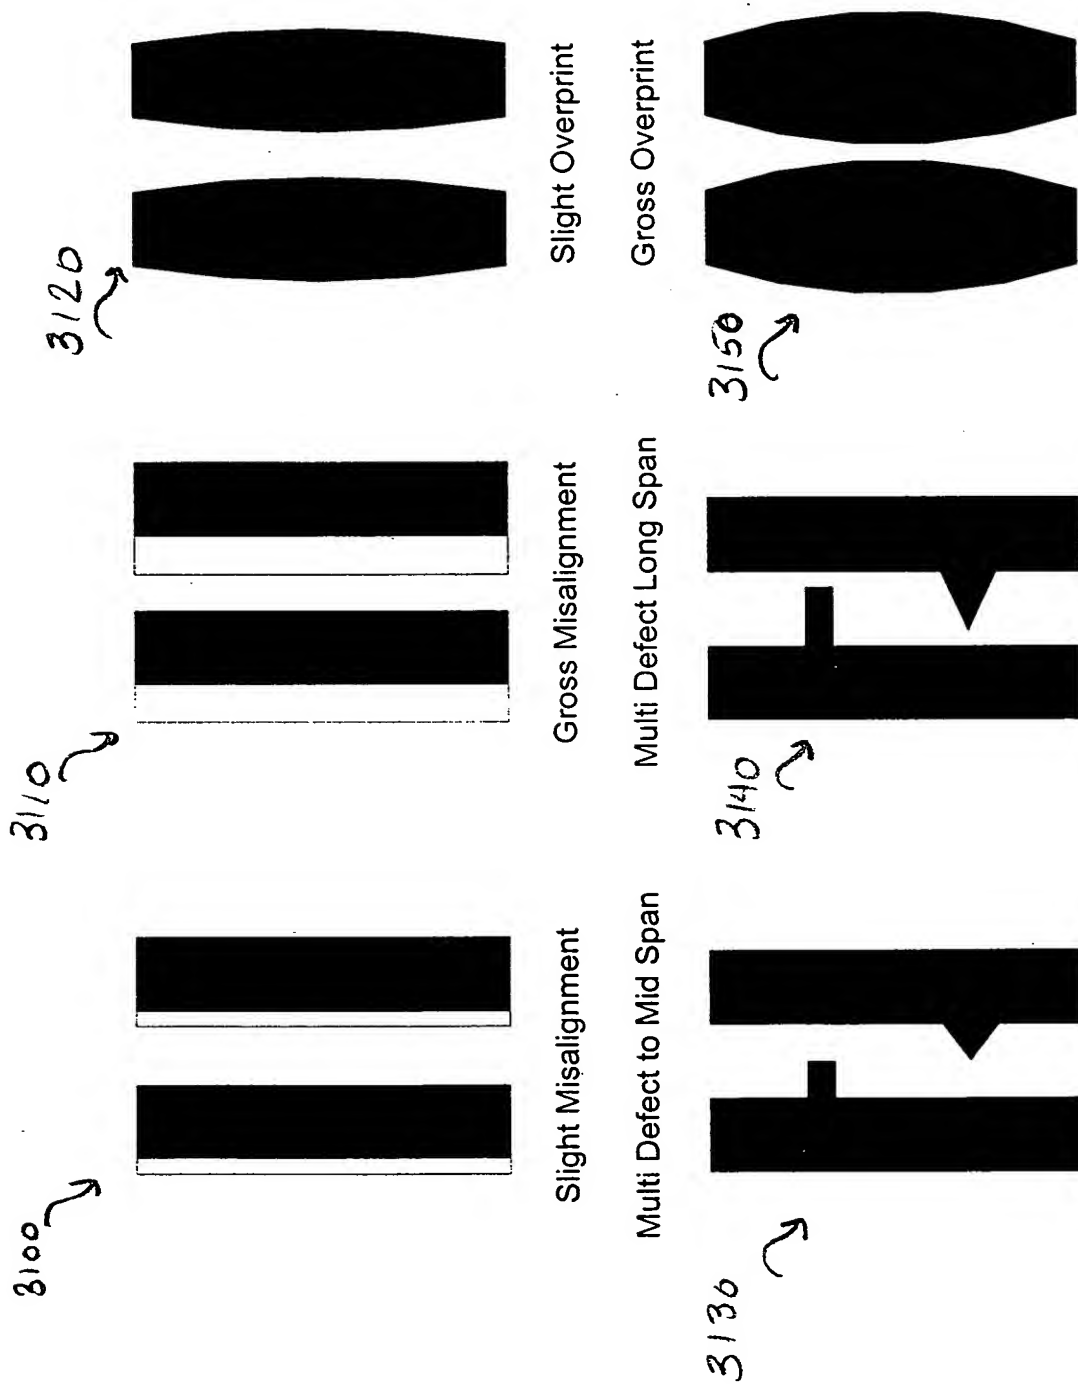 3100
3110
3120
Slight Misalignment
Gross Misalignment
Slight Overprint
Multi Defect to Mid Span
Multi Defect Long Span
Gross Overprint
3130
3140
3150